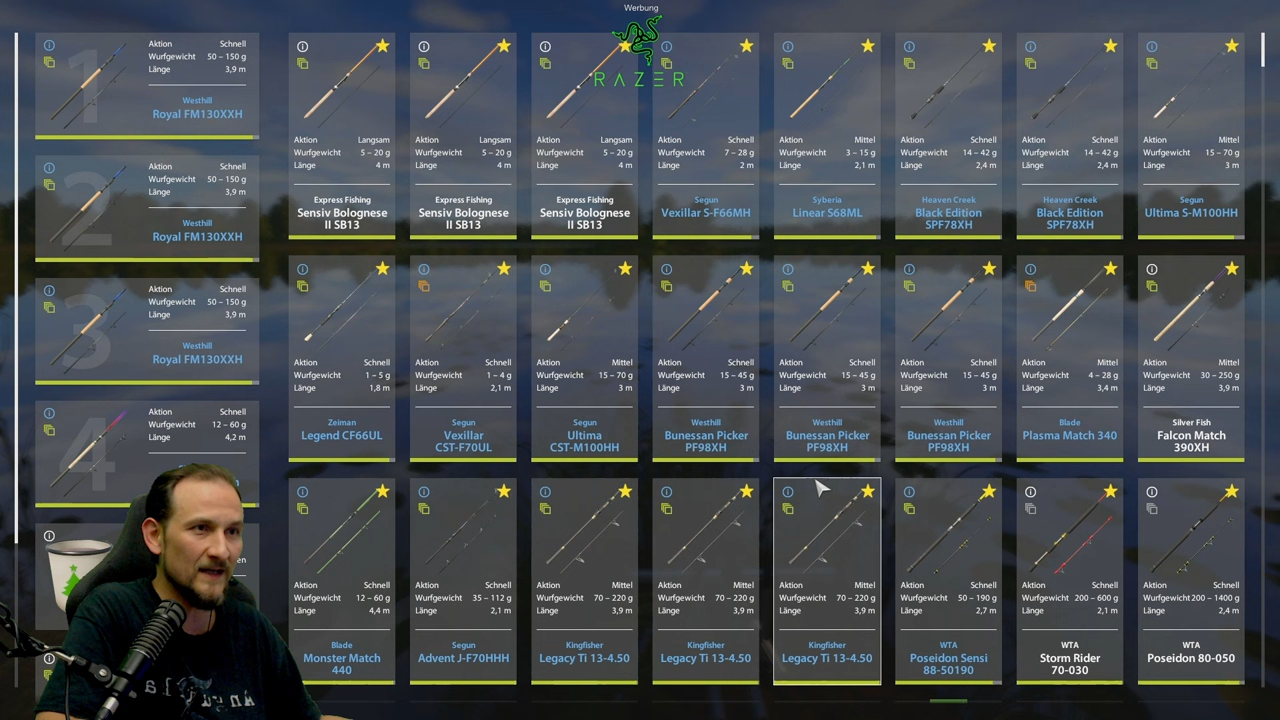 Werbung
RAZER
1
Aktion Schnell
Wurfgewicht 50 – 150 g
Länge 3,9 m
Westhill
Royal FM130XXH
2
Aktion Schnell
Wurfgewicht 50 – 150 g
Länge 3,9 m
Westhill
Royal FM130XXH
3
Aktion Schnell
Wurfgewicht 50 – 150 g
Länge 3,9 m
Westhill
Royal FM130XXH
4
Aktion Schnell
Wurfgewicht 12 – 60 g
Länge 4,2 m
Aktion Langsam
Wurfgewicht 5 – 20 g
Länge 4 m
Express Fishing
Sensiv Bolognese
II SB13
Aktion Langsam
Wurfgewicht 5 – 20 g
Länge 4 m
Express Fishing
Sensiv Bolognese
II SB13
Aktion Langsam
Wurfgewicht 5 – 20 g
Länge 4 m
Express Fishing
Sensiv Bolognese
II SB13
Aktion Schnell
Wurfgewicht 7 – 28 g
Länge 2 m
Segun
Vexillar S-F66MH
Aktion Mittel
Wurfgewicht 3 – 15 g
Länge 2,1 m
Syberia
Linear S68ML
Aktion Schnell
Wurfgewicht 14 – 42 g
Länge 2,4 m
Heaven Creek
Black Edition
SPF78XH
Aktion Schnell
Wurfgewicht 14 – 42 g
Länge 2,4 m
Heaven Creek
Black Edition
SPF78XH
Aktion Mittel
Wurfgewicht 15 – 70 g
Länge 3 m
Segun
Ultima S-M100HH
Aktion Schnell
Wurfgewicht 1 – 5 g
Länge 1,8 m
Zeiman
Legend CF66UL
Aktion Schnell
Wurfgewicht 1 – 4 g
Länge 2,1 m
Segun
Vexillar
CST-F70UL
Aktion Mittel
Wurfgewicht 15 – 70 g
Länge 3 m
Segun
Ultima
CST-M100HH
Aktion Schnell
Wurfgewicht 15 – 45 g
Länge 3 m
Westhill
Bunessan Picker
PF98XH
Aktion Schnell
Wurfgewicht 15 – 45 g
Länge 3 m
Westhill
Bunessan Picker
PF98XH
Aktion Schnell
Wurfgewicht 15 – 45 g
Länge 3 m
Westhill
Bunessan Picker
PF98XH
Aktion Mittel
Wurfgewicht 4 – 28 g
Länge 3,4 m
Blade
Plasma Match 340
Aktion Mittel
Wurfgewicht 30 – 250 g
Länge 3,9 m
Silver Fish
Falcon Match
390XH
Aktion Schnell
Wurfgewicht 12 – 60 g
Länge 4,4 m
Blade
Monster Match
440
Aktion Schnell
Wurfgewicht 35 – 112 g
Länge 2,1 m
Segun
Advent J-F70HHH
Aktion Mittel
Wurfgewicht 70 – 220 g
Länge 3,9 m
Kingfisher
Legacy Ti 13-4.50
Aktion Mittel
Wurfgewicht 70 – 220 g
Länge 3,9 m
Kingfisher
Legacy Ti 13-4.50
Aktion Mittel
Wurfgewicht 70 – 220 g
Länge 3,9 m
Kingfisher
Legacy Ti 13-4.50
Aktion Schnell
Wurfgewicht 50 – 190 g
Länge 2,7 m
WTA
Poseidon Sensi
88-50190
Aktion Schnell
Wurfgewicht 200 – 600 g
Länge 2,1 m
WTA
Storm Rider
70-030
Aktion Schnell
Wurfgewicht 200 – 1400 g
Länge 2,4 m
WTA
Poseidon 80-050